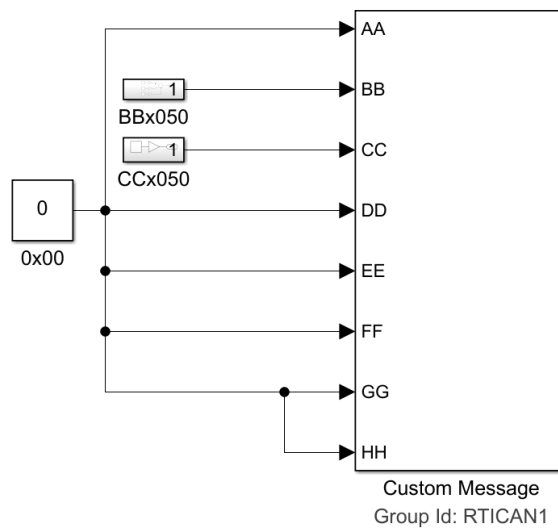 AA
1
BB
BBx050
1
CC
CCx050
0
DD
0x00
EE
FF
GG
HH
Custom Message
Group Id: RTICAN1